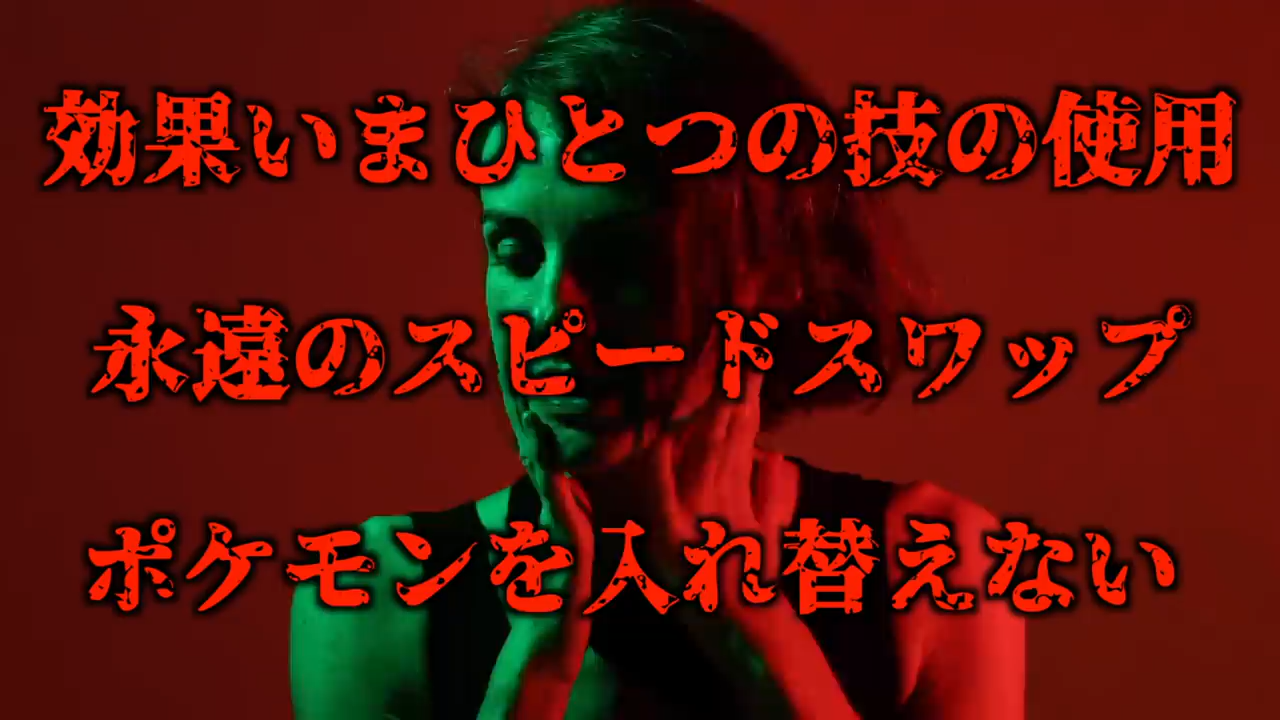 効果いまひとつの技の使用
永遠のスピードスワップ
ポケモンを入れ替えない